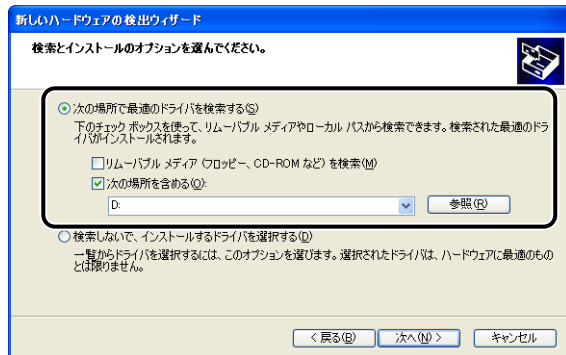 新しいハードウェアの検出ウィザード
検索とインストールのオプションを選んでください。
次の場所で最適のドライバを検索する(S)
下のチェック ボックスを使って、リムーバブル メディアやローカル パスから検索できます。検索された最適のドラ
イバがインストールされます。
リムーバブル メディア (フロッピー、CD-ROM など) を検索(M)
次の場所を含める(O):
D:
参照(R)
検索しないで、インストールするドライバを選択する(D)
一覧からドライバを選択するには、このオプションを選びます。選択されたドライバは、ハードウェアに最適のもの
とは限りません。
< 戻る(B)
次へ(N) >
キャンセル